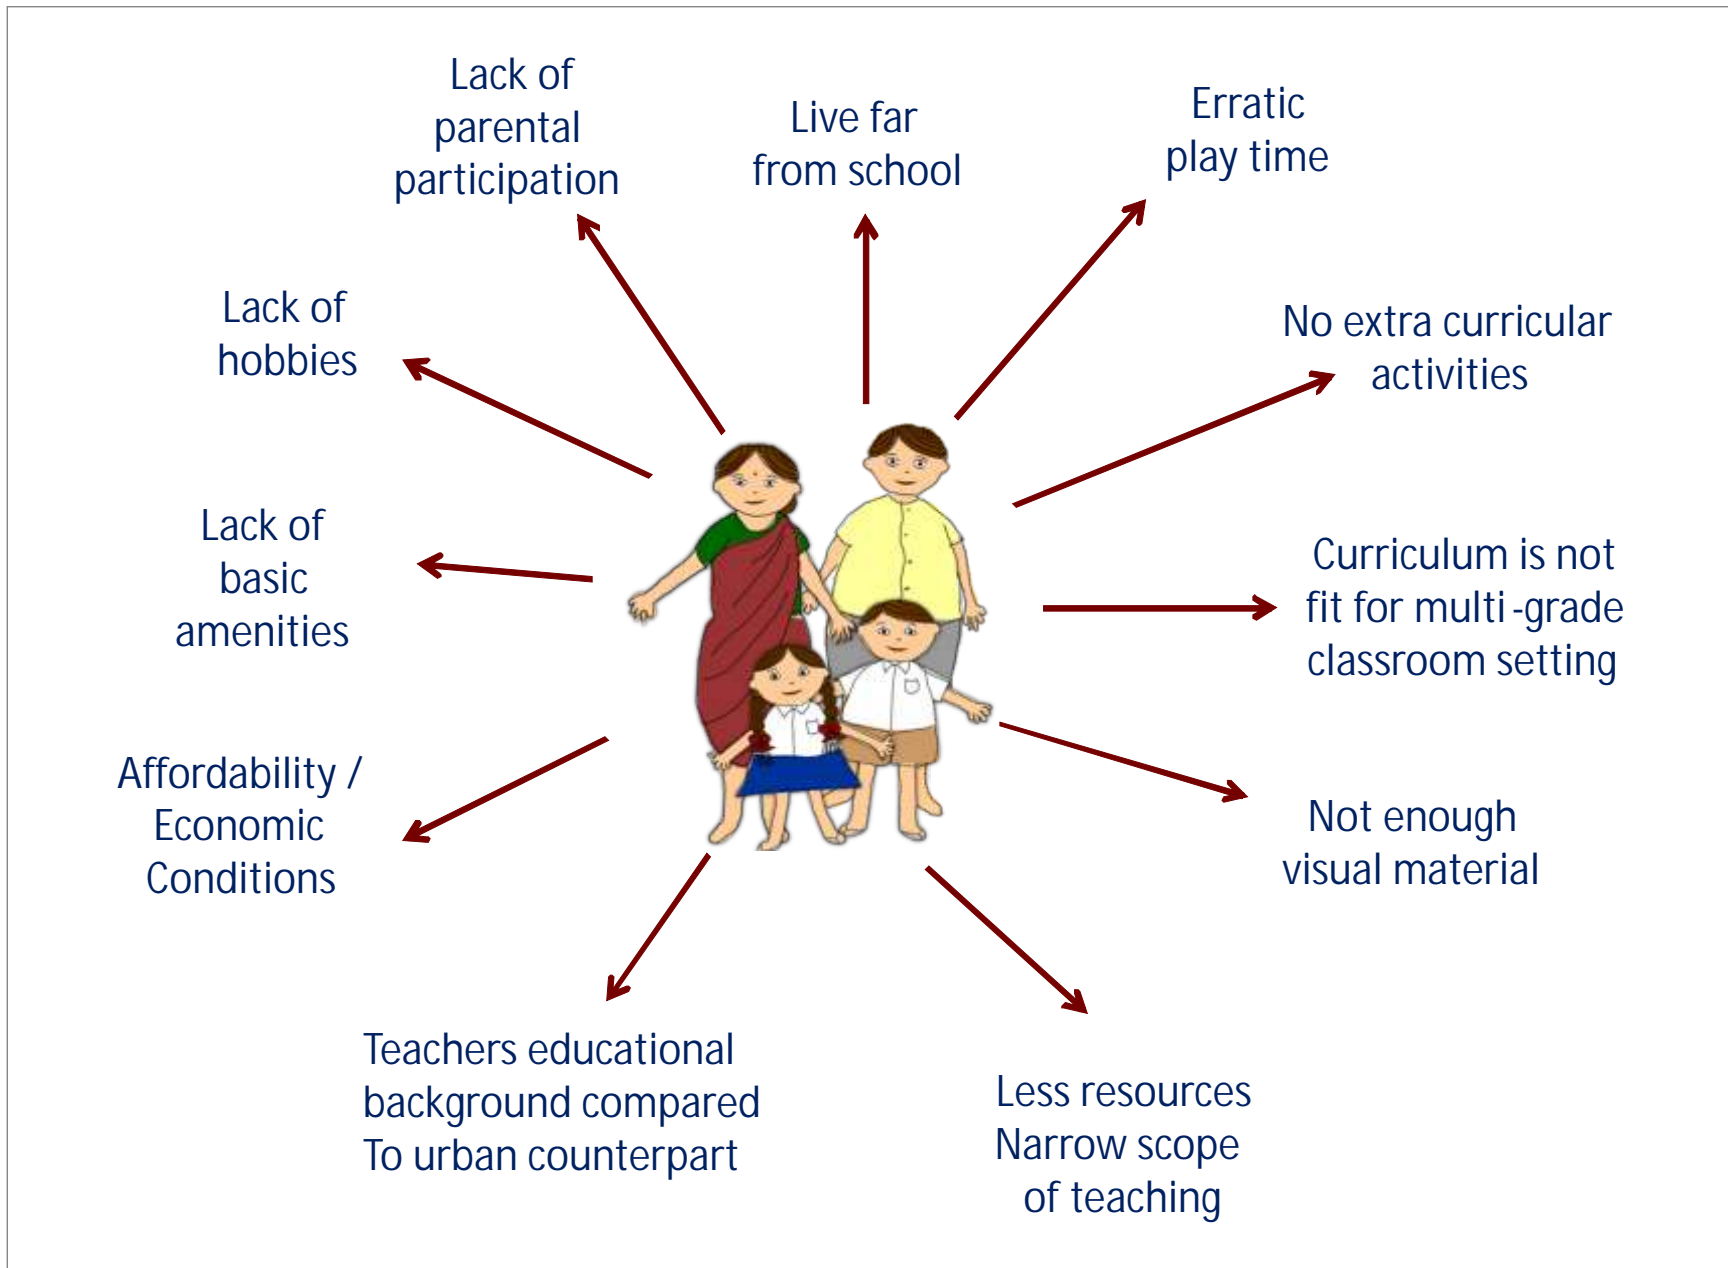 Lack of
parental
participation
Live far
from school
Erratic
play time
No extra curricular
activities
Curriculum is not
fit for multi-grade
classroom setting
Not enough
visual material
Less resources
Narrow scope
of teaching
Teachers educational
background compared
To urban counterpart
Affordability /
Economic
Conditions
Lack of
basic
amenities
Lack of
hobbies